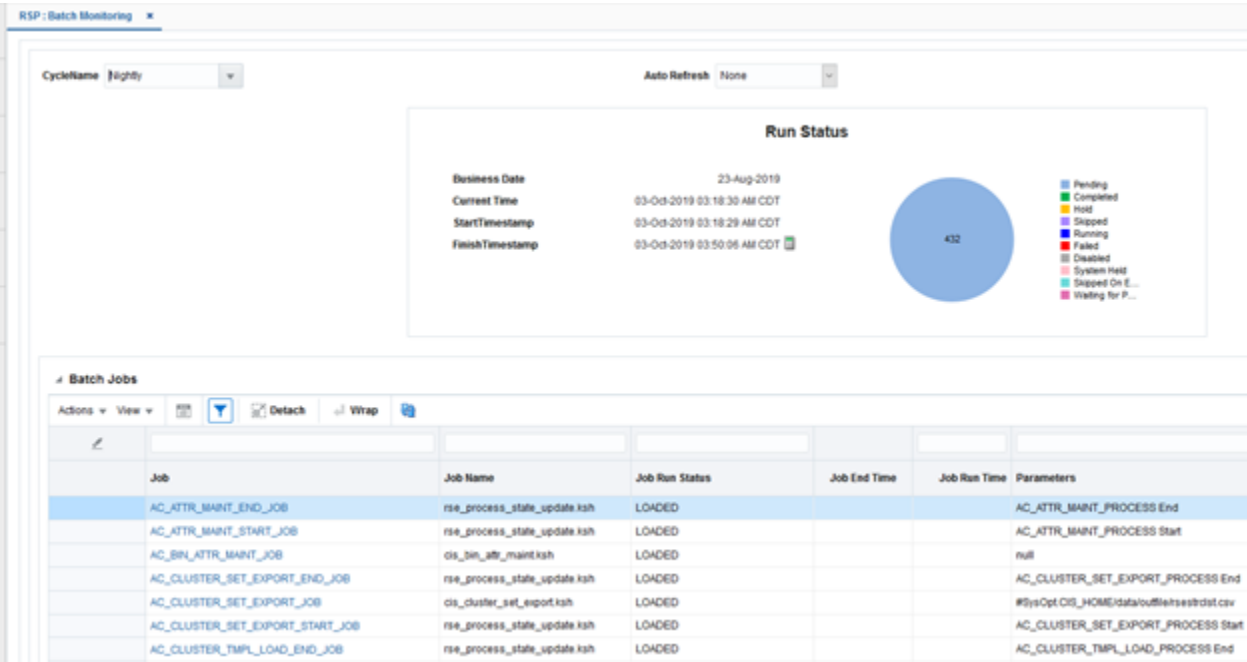 RSP : Batch Monitoring ×
CycleName Nightly Auto Refresh None
Run Status
Business Date 23-Aug-2019
Current Time 03-Oct-2019 03:18:30 AM CDT
StartTimestamp 03-Oct-2019 03:18:29 AM CDT
FinishTimestamp 03-Oct-2019 03:50:06 AM CDT
432
Pending
Completed
Hold
Skipped
Running
Failed
Disabled
System Held
Skipped On E...
Waiting for P...
Batch Jobs
Actions View Detach Wrap
Job Job Name Job Run Status Job End Time Job Run Time Parameters
AC_ATTR_MAINT_END_JOB rse_process_state_update.ksh LOADED AC_ATTR_MAINT_PROCESS End
AC_ATTR_MAINT_START_JOB rse_process_state_update.ksh LOADED AC_ATTR_MAINT_PROCESS Start
AC_BIN_ATTR_MAINT_JOB cis_bin_attr_maint.ksh LOADED null
AC_CLUSTER_SET_EXPORT_END_JOB rse_process_state_update.ksh LOADED AC_CLUSTER_SET_EXPORT_PROCESS End
AC_CLUSTER_SET_EXPORT_JOB cis_cluster_set_export.ksh LOADED #SysOpt.CIS_HOME/data/outfile/rsestrclst.csv
AC_CLUSTER_SET_EXPORT_START_JOB rse_process_state_update.ksh LOADED AC_CLUSTER_SET_EXPORT_PROCESS Start
AC_CLUSTER_TMPL_LOAD_END_JOB rse_process_state_update.ksh LOADED AC_CLUSTER_TMPL_LOAD_PROCESS End